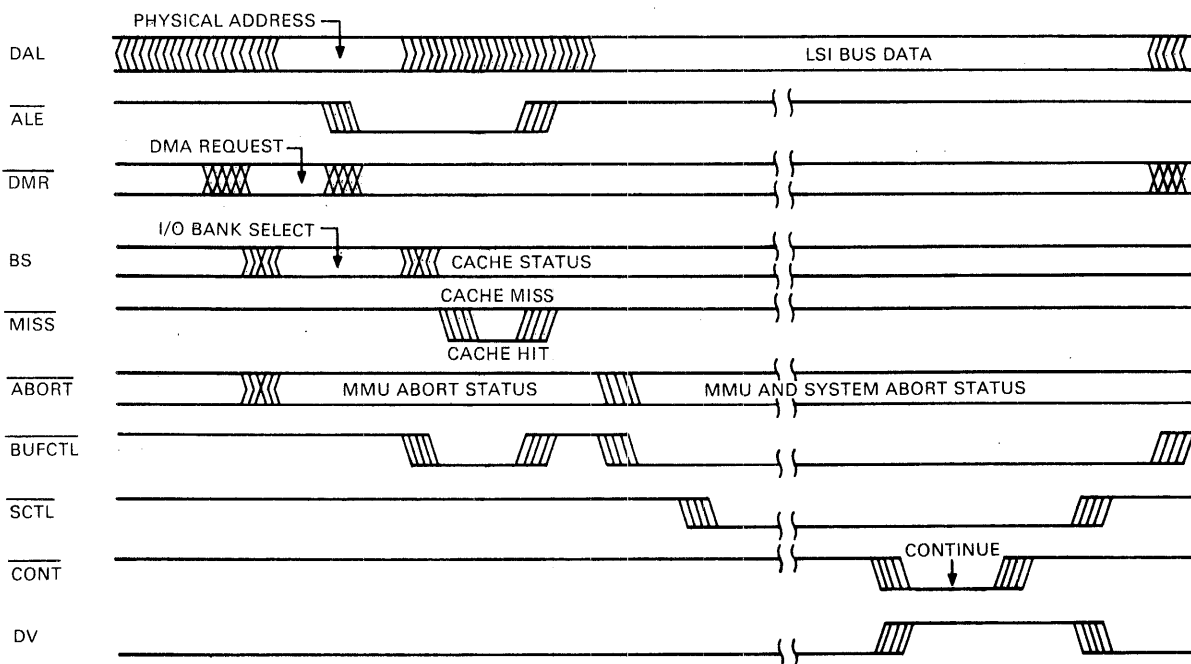 PHYSICAL ADDRESS
DAL
LSI BUS DATA
ALE
DMA REQUEST
DMR
I/O BANK SELECT
BS
CACHE STATUS
CACHE MISS
MISS
CACHE HIT
ABORT
MMU ABORT STATUS
MMU AND SYSTEM ABORT STATUS
BUFCTL
SCTL
CONTINUE
CONT
DV